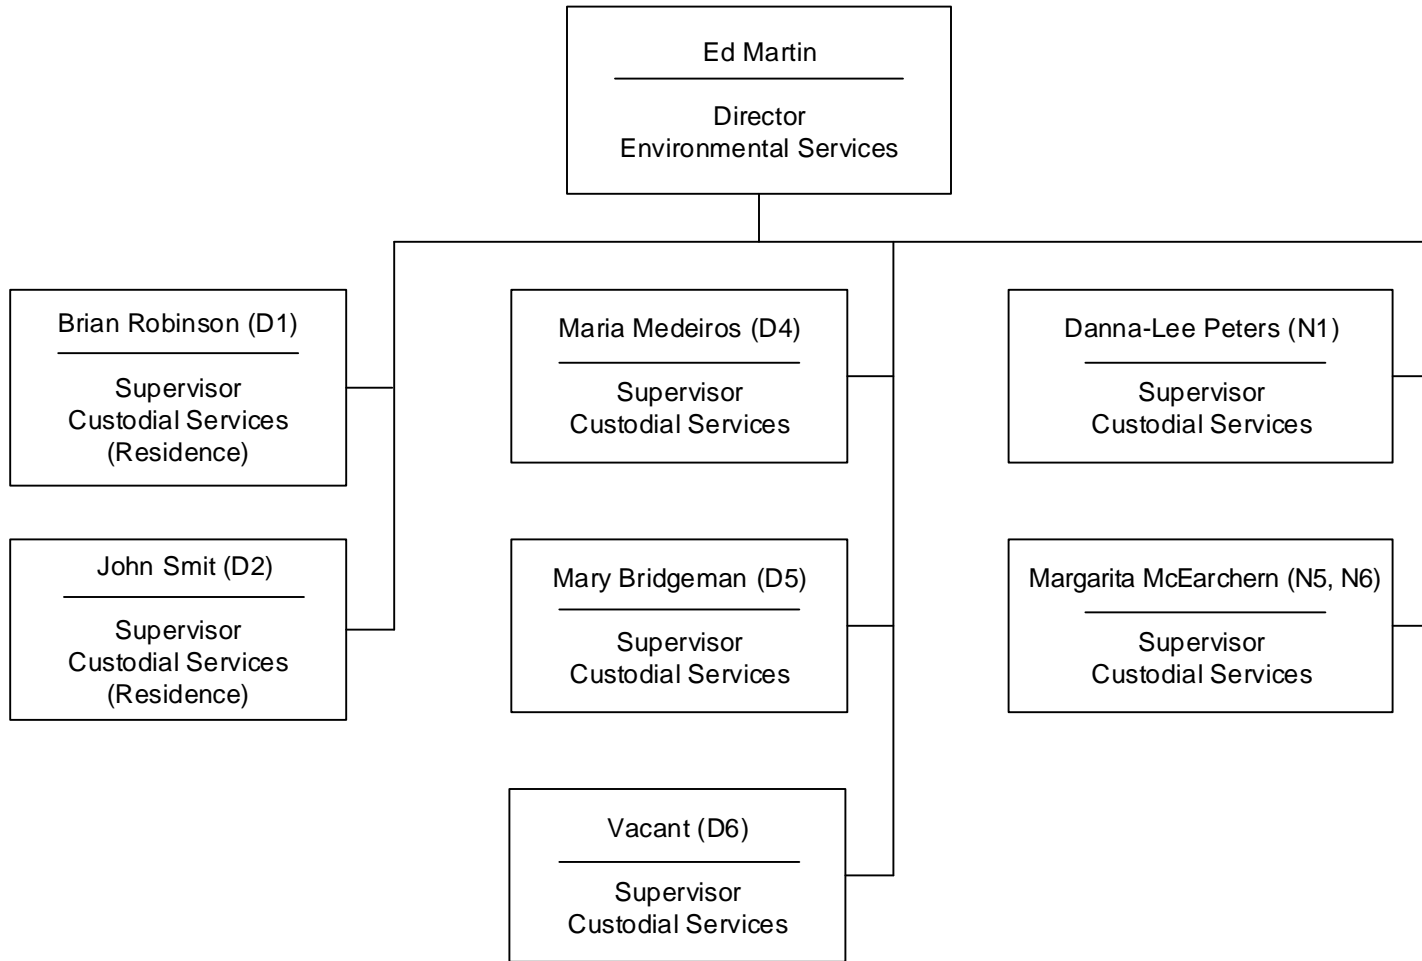 Ed Martin
Director
Environmental Services
Brian Robinson (D1)
Supervisor
Custodial Services
(Residence)
Maria Medeiros (D4)
Supervisor
Custodial Services
Danna-Lee Peters (N1)
Supervisor
Custodial Services
John Smit (D2)
Supervisor
Custodial Services
(Residence)
Mary Bridgeman (D5)
Supervisor
Custodial Services
Margarita McEarchern (N5, N6)
Supervisor
Custodial Services
Vacant (D6)
Supervisor
Custodial Services